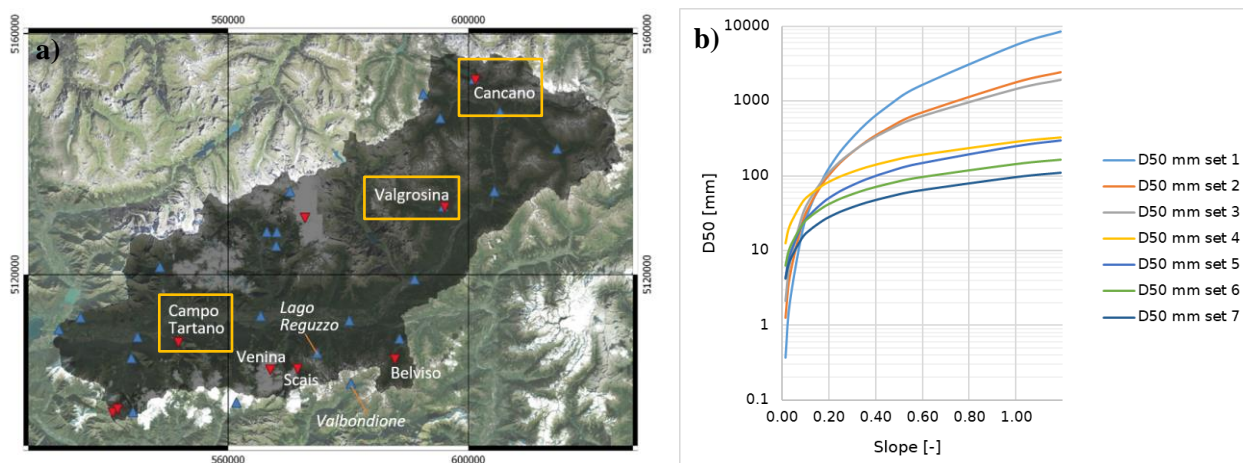 a)
560000
600000
5160000
5160000
Cancano
Valgrosina
5120000
5120000
Campo
Tartano
Lago
Reguzzo
Venina
Scais
Belviso
Valbondione
560000
600000
b)
D50 [mm]
10000
1000
100
10
1
0.1
0.00
0.20
0.40
0.60
0.80
1.00
Slope [-]
D50 mm set 1
D50 mm set 2
D50 mm set 3
D50 mm set 4
D50 mm set 5
D50 mm set 6
D50 mm set 7